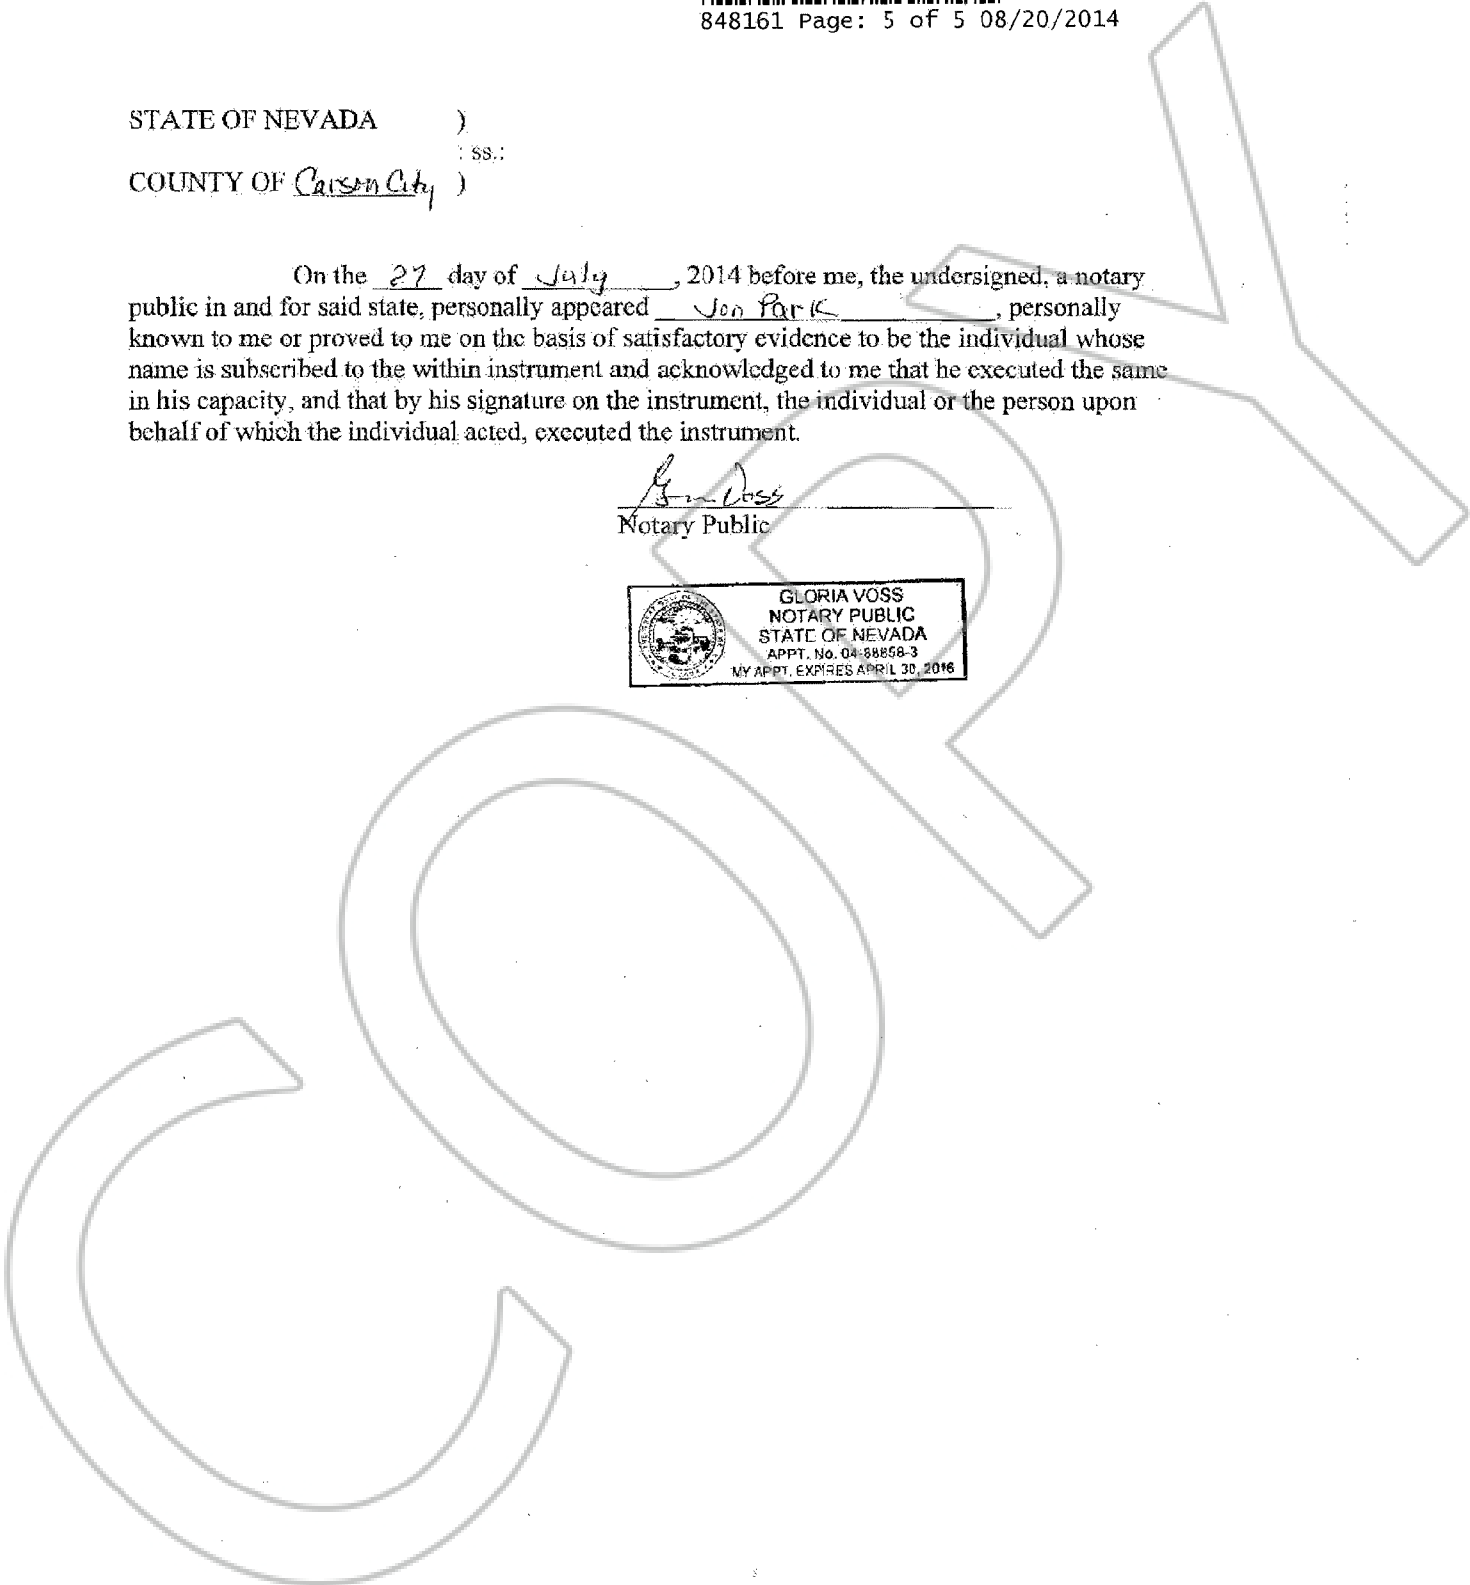 848161 Page: 5 of 5 08/20/2014
STATE OF NEVADA )
: ss.:
COUNTY OF Carson City )
On the 27 day of July, 2014 before me, the undersigned, a notary
public in and for said state, personally appeared Jon Park, personally
known to me or proved to me on the basis of satisfactory evidence to be the individual whose
name is subscribed to the within instrument and acknowledged to me that he executed the same
in his capacity, and that by his signature on the instrument, the individual or the person upon
behalf of which the individual acted, executed the instrument.
Voss
Notary Public
GLORIA VOSS
NOTARY PUBLIC
STATE OF NEVADA
APPT. No. 04-88858-3
MY APPT. EXPIRES APRIL 30, 2016
COPY